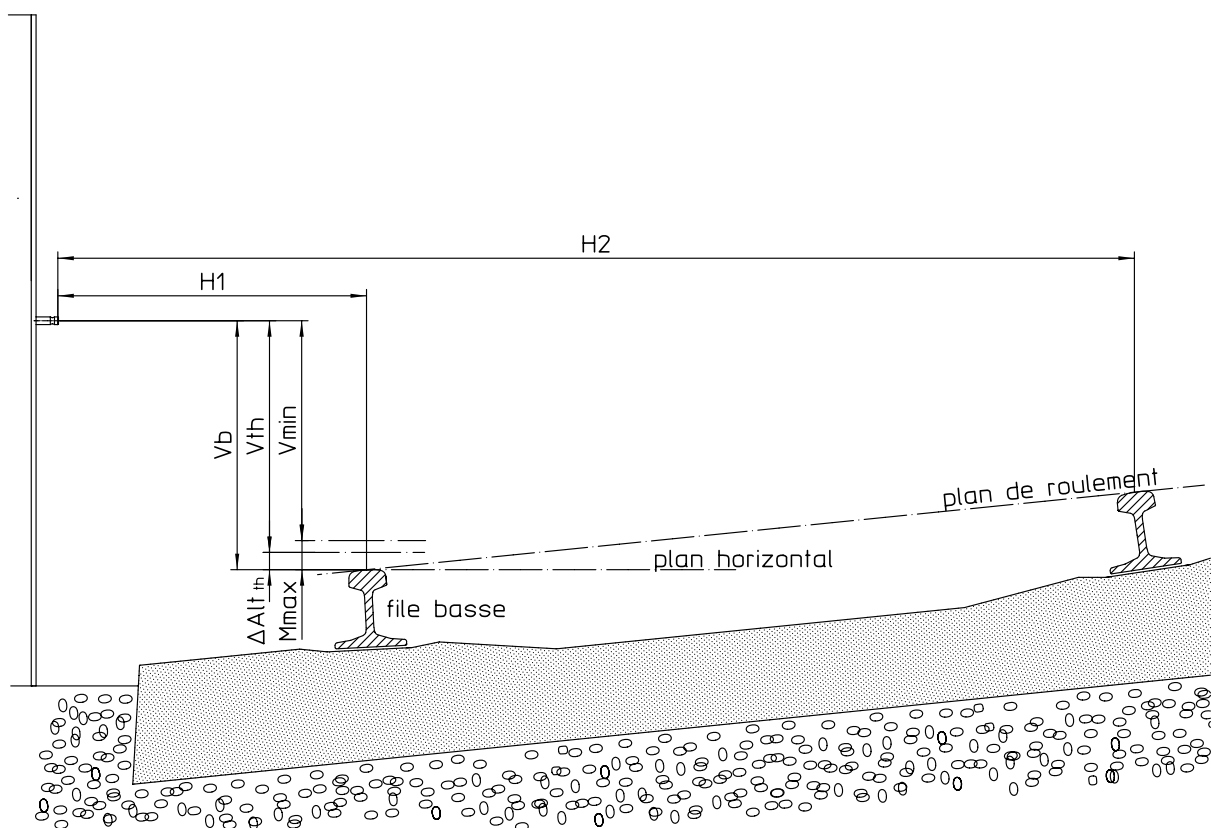 H2
H1
Vb
Vth
Vmin
plan de roulement
plan horizontal
ΔAlt th
Mmax
file basse